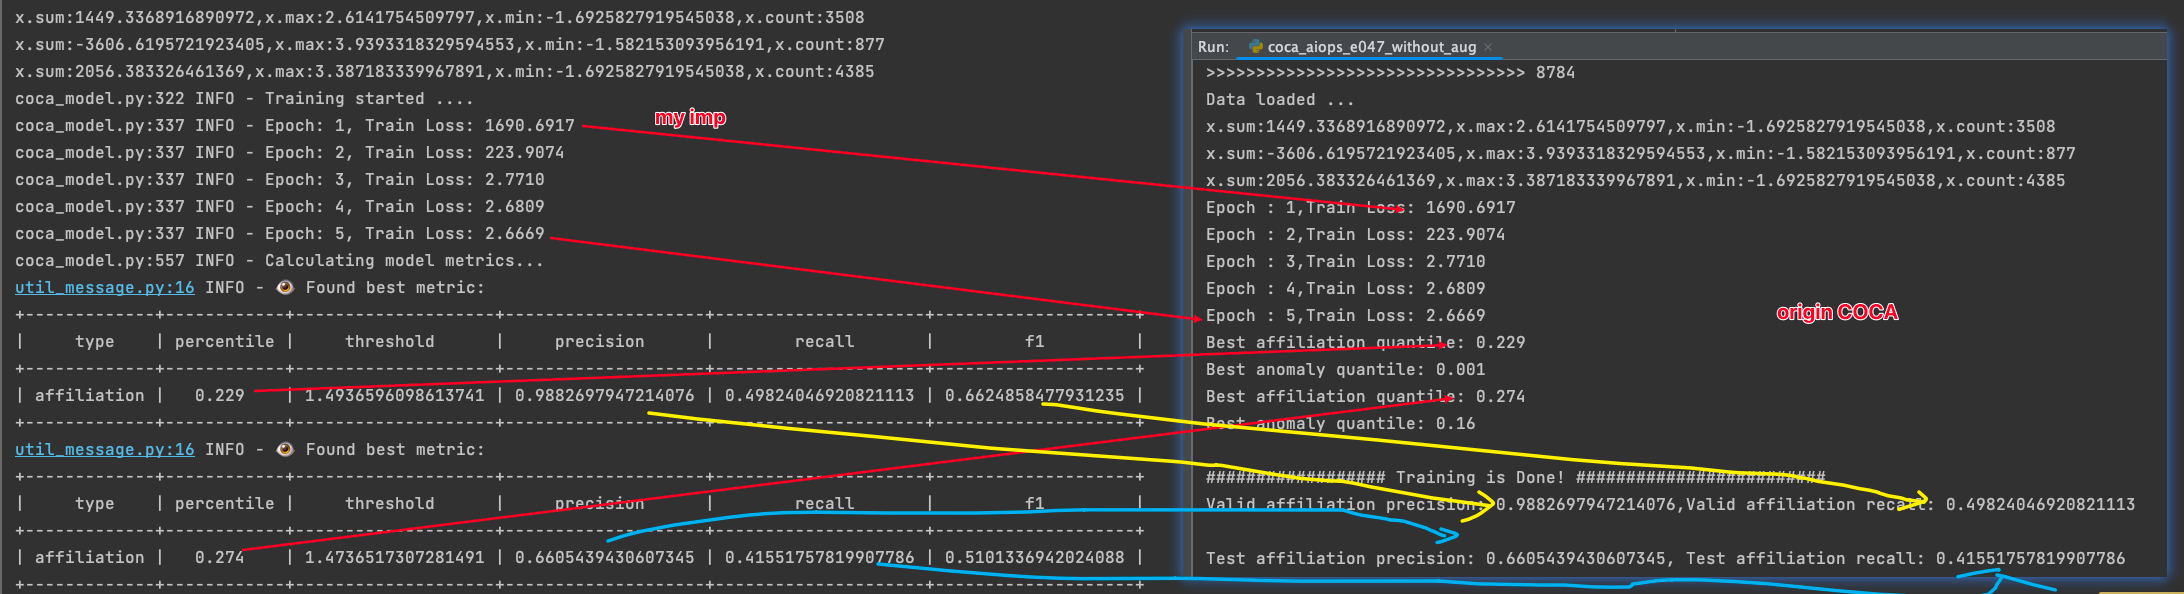 x.sum:1449.3368916890972,x.max:2.6141754509797,x.min:-1.6925827919545038,x.count:3508
x.sum:-3606.6195721923405,x.max:3.9393318329594553,x.min:-1.582153093956191,x.count:877
x.sum:2056.383326461369,x.max:3.387183339967891,x.min:-1.6925827919545038,x.count:4385
coca_model.py:322 INFO - Training started ....
coca_model.py:337 INFO - Epoch: 1, Train Loss: 1690.6917
coca_model.py:337 INFO - Epoch: 2, Train Loss: 223.9074
coca_model.py:337 INFO - Epoch: 3, Train Loss: 2.7710
coca_model.py:337 INFO - Epoch: 4, Train Loss: 2.6809
coca_model.py:337 INFO - Epoch: 5, Train Loss: 2.6669
coca_model.py:557 INFO - Calculating model metrics...
util_message.py:16 INFO - 👁 Found best metric:
+-------------+------------+--------------------+--------------------+---------------------+--------------------+
| type | percentile | threshold | precision | recall | f1 |
+-------------+------------+--------------------+--------------------+---------------------+--------------------+
| affiliation | 0.229 | 1.4936596098613741 | 0.9882697947214076 | 0.49824046920821113 | 0.6624858477931235 |
+-------------+------------+--------------------+--------------------+---------------------+--------------------+
util_message.py:16 INFO - 👁 Found best metric:
+-------------+------------+--------------------+--------------------+---------------------+--------------------+
| type | percentile | threshold | precision | recall | f1 |
+-------------+------------+--------------------+--------------------+---------------------+--------------------+
| affiliation | 0.274 | 1.4736517307281491 | 0.6605439430607345 | 0.41551757819907786 | 0.5101336942024088 |
+-------------+------------+--------------------+--------------------+---------------------+--------------------+
my imp
Run: coca_aiops_e047_without_aug ×
>>>>>>>>>>>>>>>>>>>>>>>>>>>>>>>> 8784
Data loaded ...
x.sum:1449.3368916890972,x.max:2.6141754509797,x.min:-1.6925827919545038,x.count:3508
x.sum:-3606.6195721923405,x.max:3.9393318329594553,x.min:-1.582153093956191,x.count:877
x.sum:2056.383326461369,x.max:3.387183339967891,x.min:-1.6925827919545038,x.count:4385
Epoch : 1,Train Loss: 1690.6917
Epoch : 2,Train Loss: 223.9074
Epoch : 3,Train Loss: 2.7710
Epoch : 4,Train Loss: 2.6809
Epoch : 5,Train Loss: 2.6669
Best affiliation quantile: 0.229
Best anomaly quantile: 0.001
Best affiliation quantile: 0.274
Best anomaly quantile: 0.16
################## Training is Done! #########################
Valid affiliation precision: 0.9882697947214076,Valid affiliation recall: 0.49824046920821113
Test affiliation precision: 0.6605439430607345, Test affiliation recall: 0.41551757819907786
origin COCA